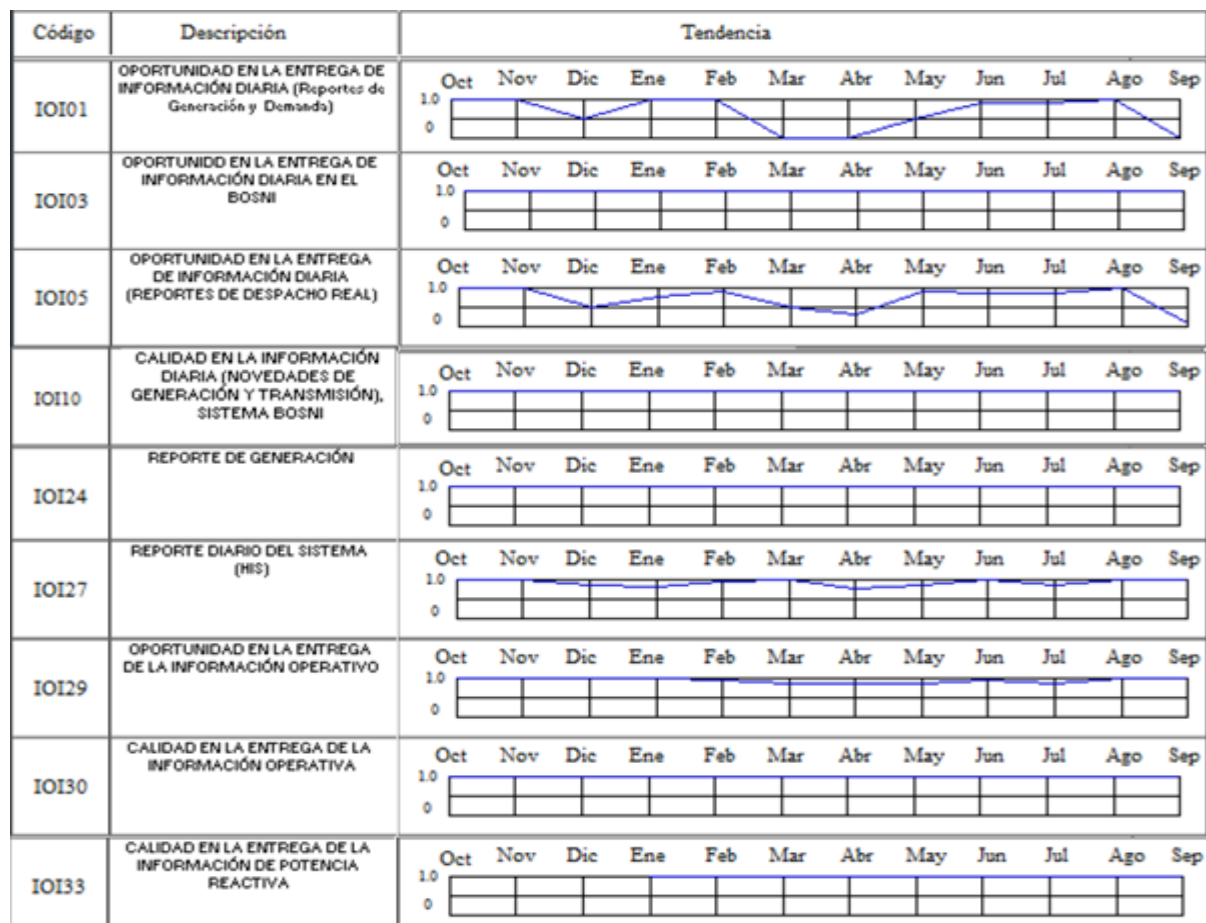 Código Descripción Tendencia
IOI01
OPORTUNIDAD EN LA ENTREGA DE
INFORMACIÓN DIARIA (Reportes de
Generación y Demanda)
Oct Nov Dic Ene Feb Mar Abr May Jun Jul Ago Sep
1.0
0
IOI03
OPORTUNIDD EN LA ENTREGA DE
INFORMACIÓN DIARIA EN EL
BOSNI
Oct Nov Dic Ene Feb Mar Abr May Jun Jul Ago Sep
1.0
0
IOI05
OPORTUNIDAD EN LA ENTREGA
DE INFORMACIÓN DIARIA
(REPORTES DE DESPACHO REAL)
Oct Nov Dic Ene Feb Mar Abr May Jun Jul Ago Sep
1.0
0
IOI10
CALIDAD EN LA INFORMACIÓN
DIARIA (NOVEDADES DE
GENERACIÓN Y TRANSMISIÓN),
SISTEMA BOSNI
Oct Nov Dic Ene Feb Mar Abr May Jun Jul Ago Sep
1.0
0
IOI24
REPORTE DE GENERACIÓN
Oct Nov Dic Ene Feb Mar Abr May Jun Jul Ago Sep
1.0
0
IOI27
REPORTE DIARIO DEL SISTEMA
(HIS)
Oct Nov Dic Ene Feb Mar Abr May Jun Jul Ago Sep
1.0
0
IOI29
OPORTUNIDAD EN LA ENTREGA
DE LA INFORMACIÓN OPERATIVO
Oct Nov Dic Ene Feb Mar Abr May Jun Jul Ago Sep
1.0
0
IOI30
CALIDAD EN LA ENTREGA DE LA
INFORMACIÓN OPERATIVA
Oct Nov Dic Ene Feb Mar Abr May Jun Jul Ago Sep
1.0
0
IOI33
CALIDAD EN LA ENTREGA DE LA
INFORMACIÓN DE POTENCIA
REACTIVA
Oct Nov Dic Ene Feb Mar Abr May Jun Jul Ago Sep
1.0
0